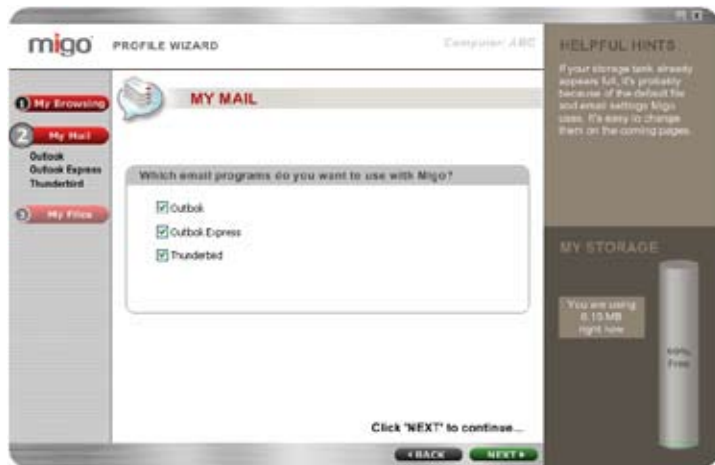 migo
PROFILE WIZARD
Computer: ABC
1 My Browsing
2 My Mail
Outlook
Outlook Express
Thunderbird
3 My Files
MY MAIL
Which email programs do you want to use with Migo?
Outlook
Outlook Express
Thunderbird
Click "NEXT" to continue...
BACK
NEXT
HELPFUL HINTS
If your storage tank already
appears full, it's probably
because of the default file
and email settings Migo
uses. It's easy to change
them on the coming pages.
MY STORAGE
You are using
MB
right now
Free